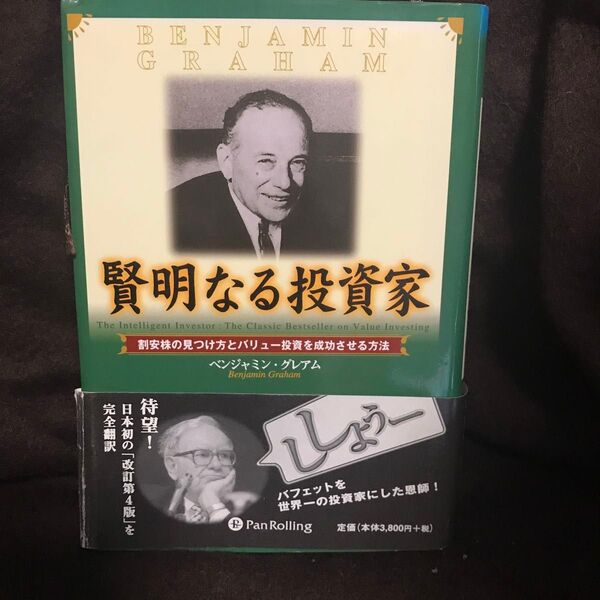 BENJAMIN
GRAHAM
賢明なる投資家
The Intelligent Investor : The Classic Bestseller on Value Investing
割安株の見つけ方とバリュー投資を成功させる方法
ベンジャミン・グレアム
Benjamin Graham
待望!
日本初の「改訂第4版」を
完全翻訳
ししょうー
バフェットを
世界一の投資家にした恩師!
PanRolling
定価(本体3,800円+税)